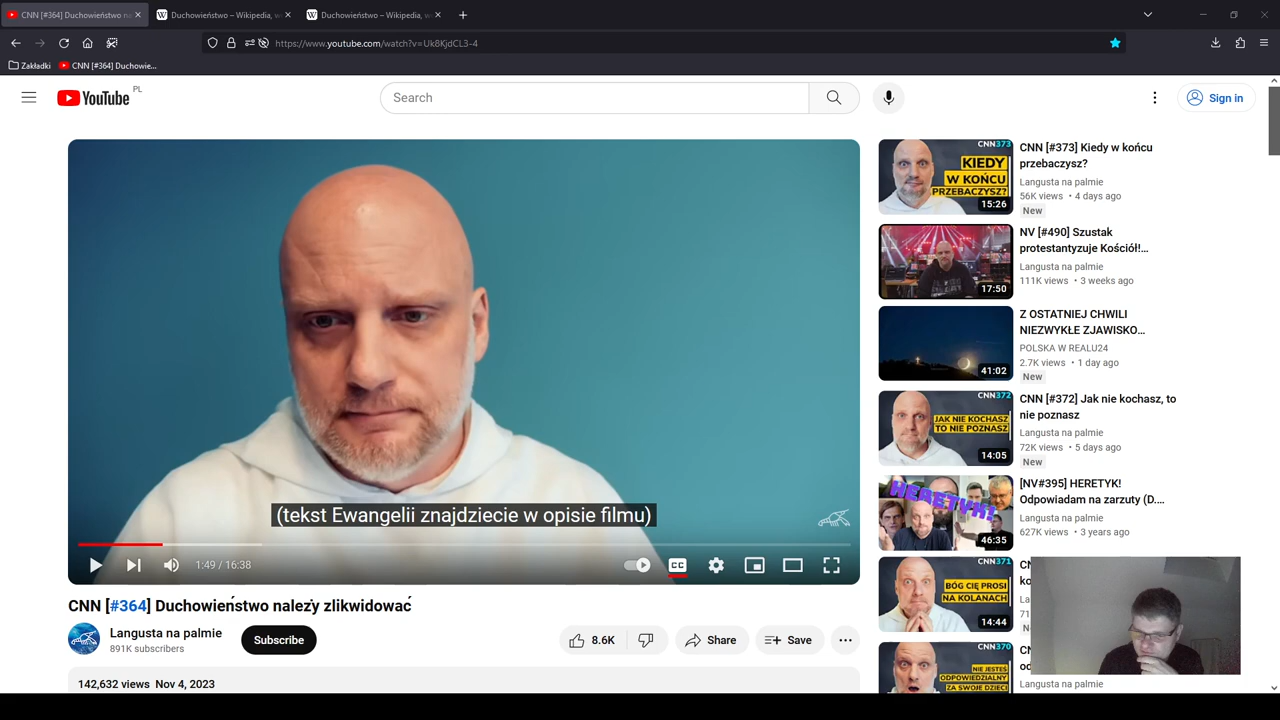 CNN [#364] Duchowieństwo na
Duchowieństwo – Wikipedia, w
Duchowieństwo – Wikipedia, w
https://www.youtube.com/watch?v=Uk8KjdCL3-4
Zakładki
CNN [#364] Duchowie...
YouTube PL
Search
Sign in
(tekst Ewangelii znajdziecie w opisie filmu)
1:49 / 16:38
CC
CNN [#364] Duchowieństwo należy zlikwidować
Langusta na palmie
891K subscribers
Subscribe
8.6K
Share
Save
142,632 views Nov 4, 2023
CNN373
KIEDY
W KOŃCU
PRZEBACZYSZ?
15:26
CNN [#373] Kiedy w końcu
przebaczysz?
Langusta na palmie
56K views • 4 days ago
New
17:50
NV [#490] Szustak
protestantyzuje Kościół!...
Langusta na palmie
111K views • 3 weeks ago
41:02
Z OSTATNIEJ CHWILI
NIEZWYKŁE ZJAWISKO...
POLSKA W REALU24
2.7K views • 1 day ago
New
CNN372
JAK NIE KOCHASZ,
TO NIE POZNASZ
14:05
CNN [#372] Jak nie kochasz, to
nie poznasz
Langusta na palmie
72K views • 5 days ago
New
HERETYK!
46:35
[NV#395] HERETYK!
Odpowiadam na zarzuty (D....
Langusta na palmie
627K views • 3 years ago
CNN371
BÓG CIĘ PROSI
NA KOLANACH
14:44
CNN370
NIE JESTEŚ
ODPOWIEDZIALNY
ZA SWOJE DZIECI
Langusta na palmie